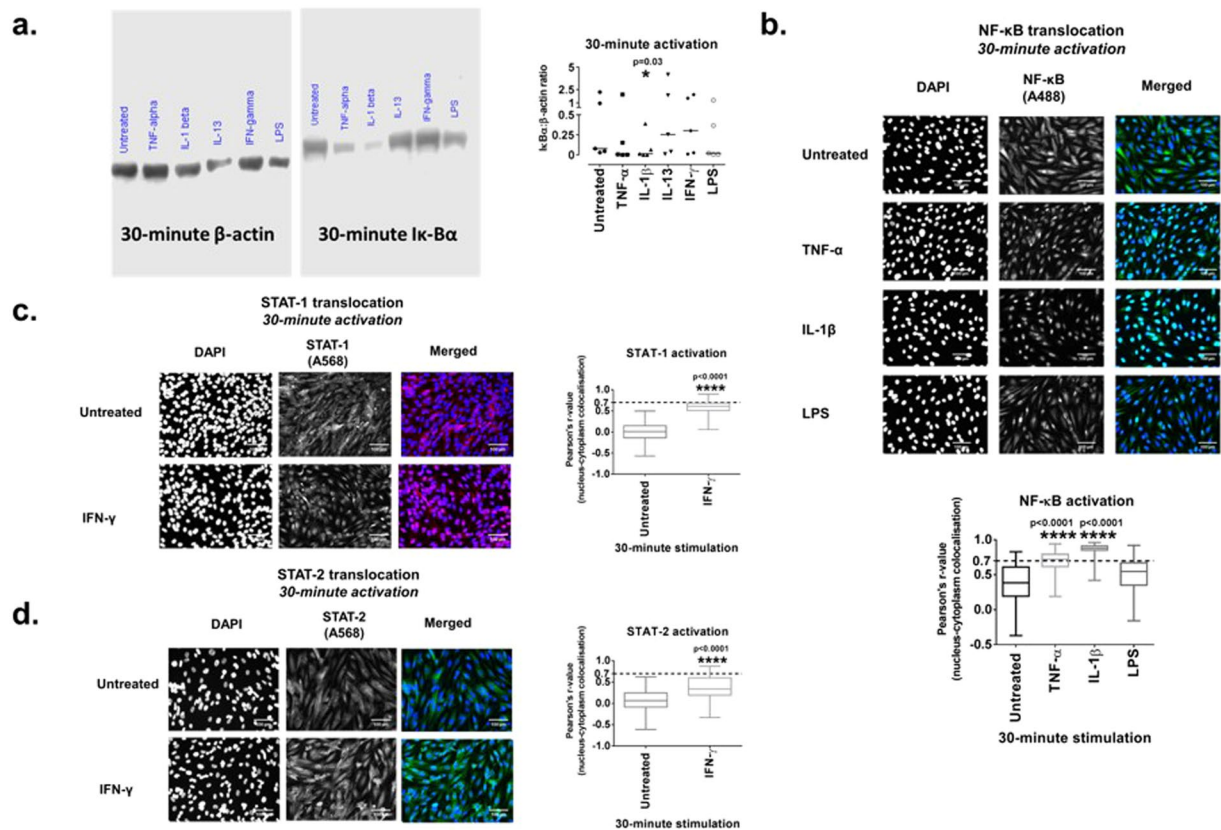 a.
Untreated
TNF-alpha
IL-1 beta
IL-13
IFN-gamma
LPS
30-minute β-actin
Untreated
TNF-alpha
IL-1 beta
IL-13
IFN-gamma
LPS
30-minute Iκ-Bα
30-minute activation
p=0.03
*
IκBα:β-actin ratio
5
3
1
0.25
0
Untreated
TNF-α
IL-1β
IL-13
IFN-γ
LPS
b.
NF-κB translocation
30-minute activation
DAPI
NF-κB
(A488)
Merged
Untreated
TNF-α
IL-1β
LPS
NF-κB activation
p<0.0001 p<0.0001
**** ****
Pearson's r-value
(nucleus-cytoplasm colocalisation)
1.0
0.7
0.5
0.0
-0.5
Untreated
TNF-α
IL-1β
LPS
30-minute stimulation
c.
STAT-1 translocation
30-minute activation
DAPI
STAT-1
(A568)
Merged
Untreated
IFN-γ
STAT-1 activation
p<0.0001
****
Pearson's r-value
(nucleus-cytoplasm colocalisation)
1.0
0.7
0.5
0.0
-0.5
-1.0
Untreated
IFN-γ
30-minute stimulation
d.
STAT-2 translocation
30-minute activation
DAPI
STAT-2
(A568)
Merged
Untreated
IFN-γ
STAT-2 activation
p<0.0001
****
Pearson's r-value
(nucleus-cytoplasm colocalisation)
1.0
0.7
0.5
0.0
-0.5
-1.0
Untreated
IFN-γ
30-minute stimulation